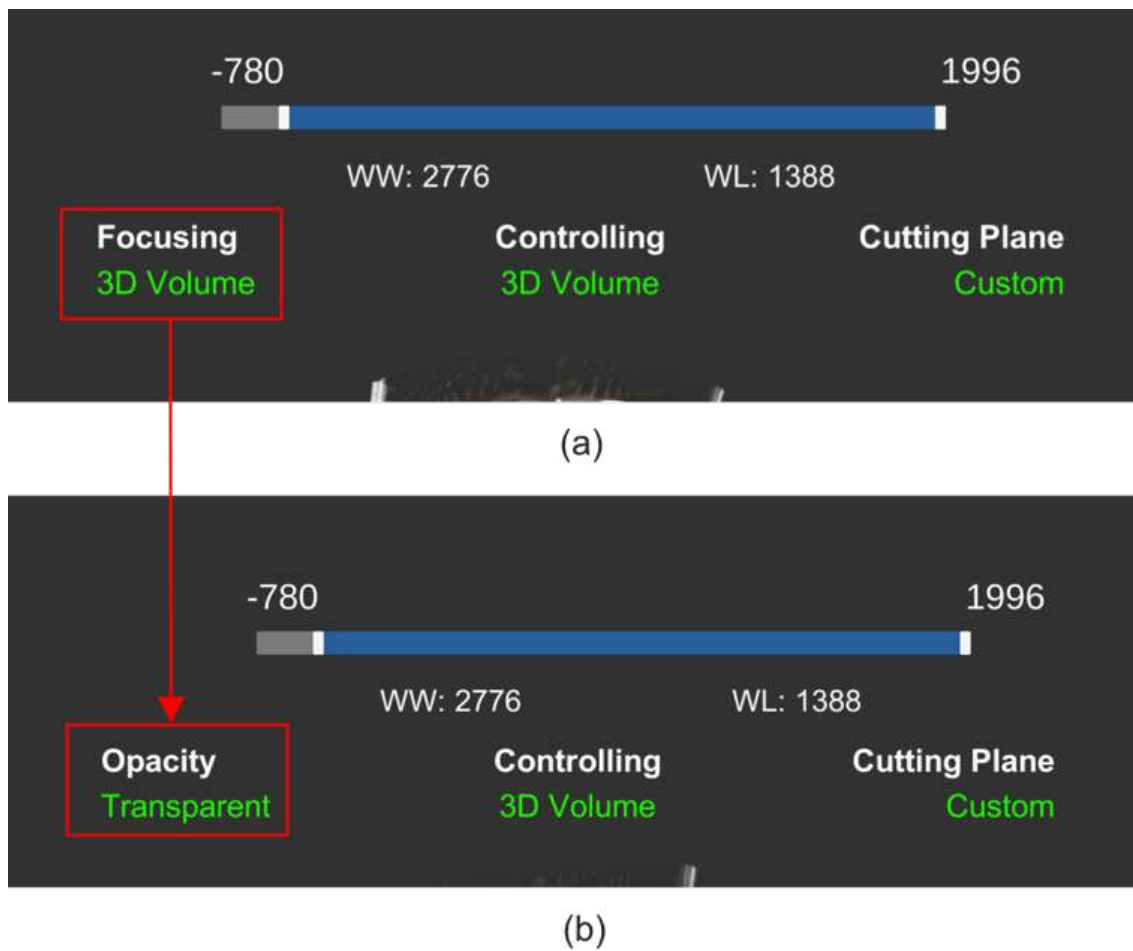 -780 1996
WW: 2776 WL: 1388
Focusing Controlling Cutting Plane
3D Volume 3D Volume Custom
(a)
-780 1996
WW: 2776 WL: 1388
Opacity Controlling Cutting Plane
Transparent 3D Volume Custom
(b)